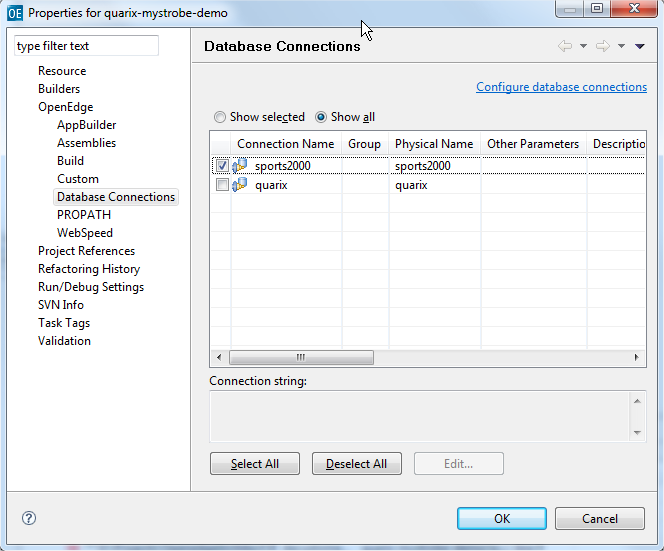 OE Properties for quarix-mystrobe-demo
type filter text
Database Connections
Resource
Builders
OpenEdge
AppBuilder
Assemblies
Build
Custom
Database Connections
PROPATH
WebSpeed
Project References
Refactoring History
Run/Debug Settings
SVN Info
Task Tags
Validation
Configure database connections
Show selected Show all
Connection Name Group Physical Name Other Parameters Descriptio
sports2000 sports2000
quarix quarix
Connection string:
Select All Deselect All Edit...
? OK Cancel